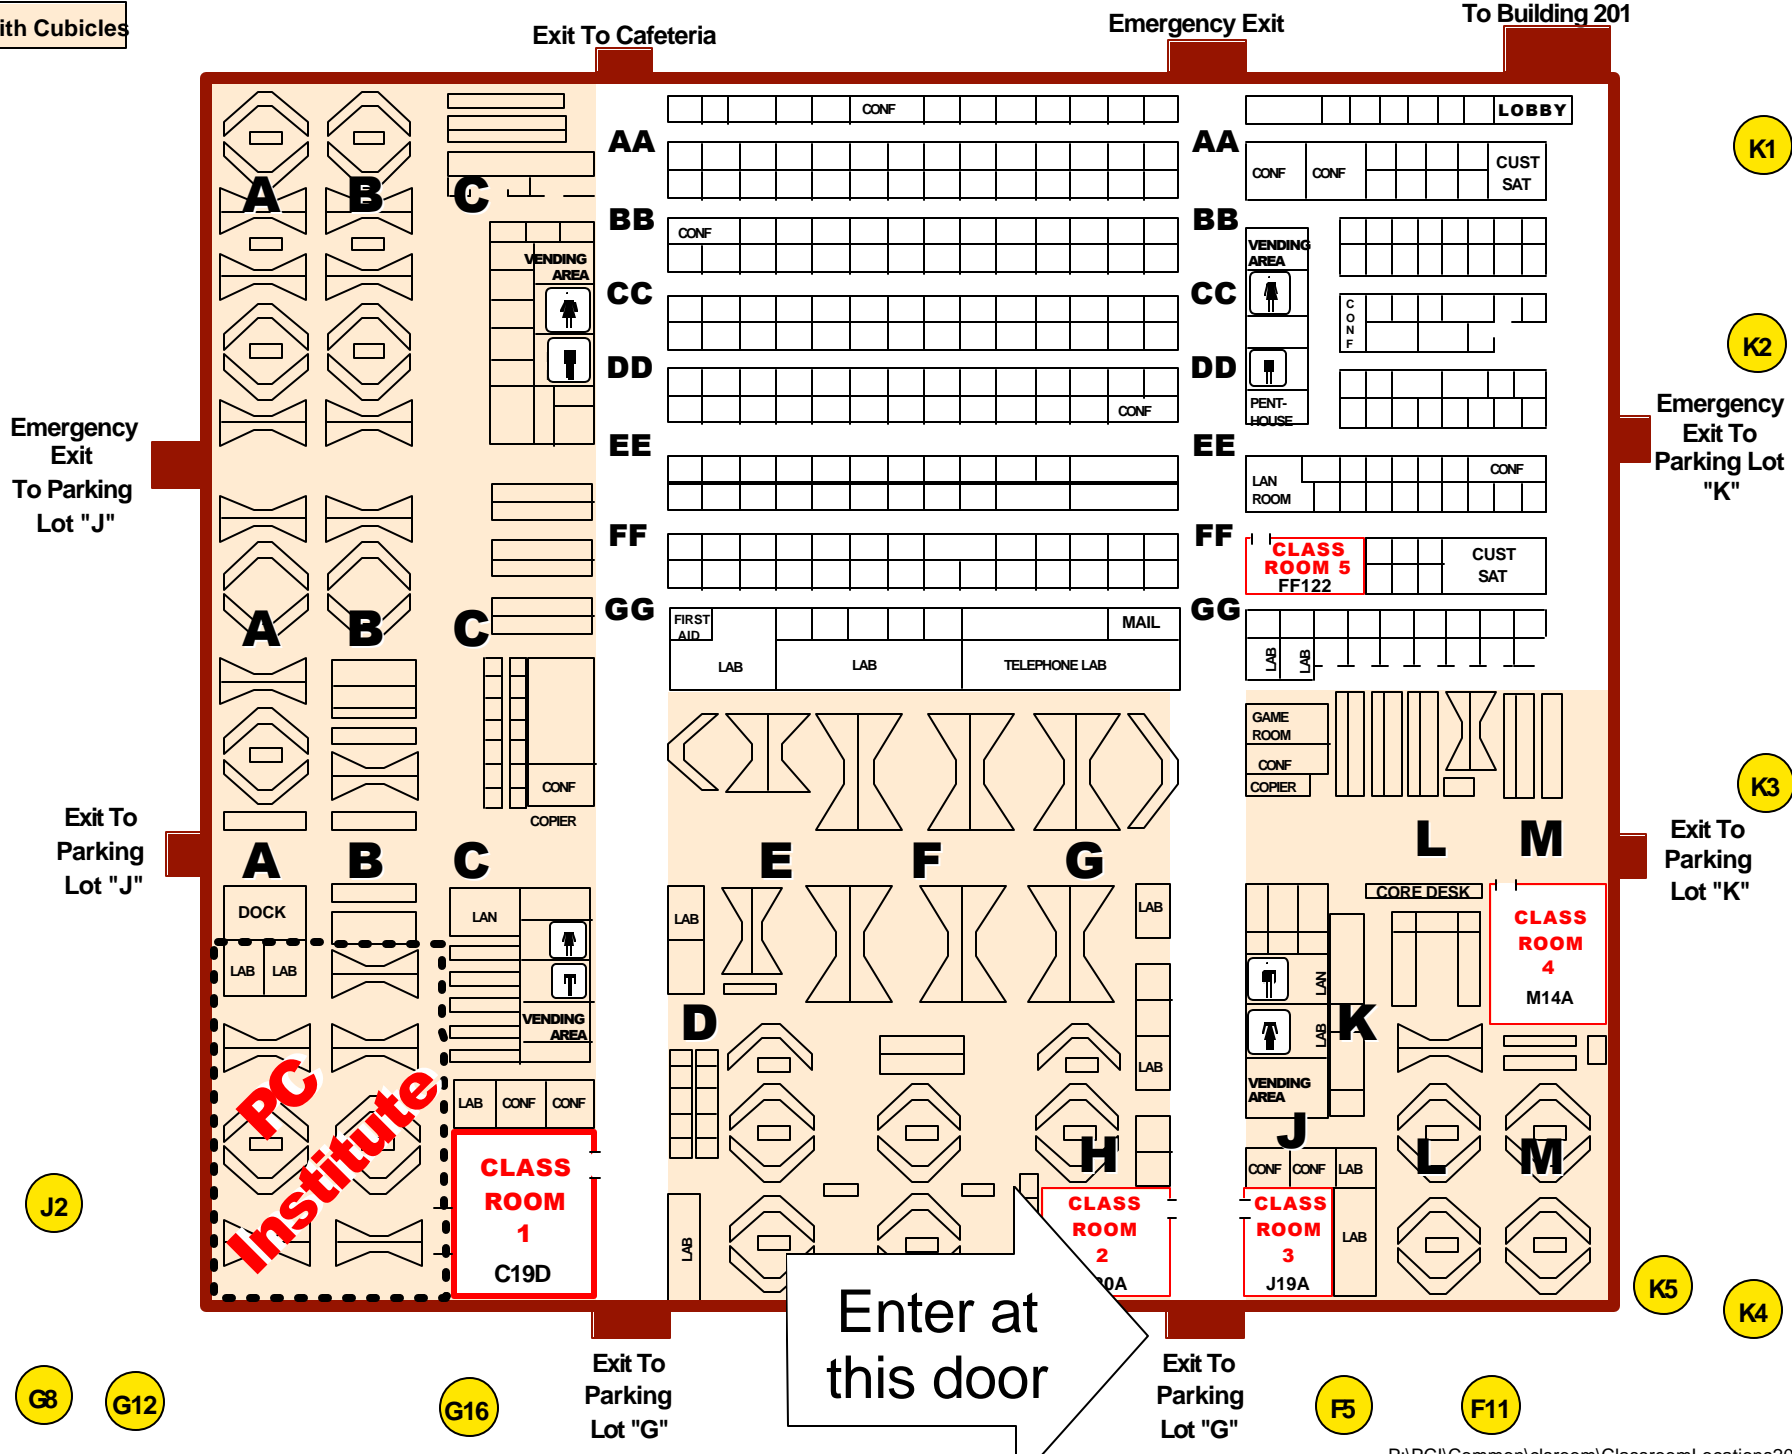 ith Cubicles
Exit To Cafeteria
Emergency Exit
To Building 201
CONF
LOBBY
AA
AA
K1
CONF
CONF
CUST
SAT
A
B
C
BB
BB
CONF
VENDING
AREA
VENDING
AREA
CC
CC
C
O
N
F
K2
DD
DD
CONF
PENT-
HOUSE
Emergency
Exit
To Parking
Lot "J"
Emergency
Exit To
Parking Lot
"K"
EE
EE
LAN
ROOM
CONF
FF
FF
CLASS
ROOM 5
FF122
CUST
SAT
A
B
C
GG
GG
FIRST
AID
MAIL
LAB
LAB
TELEPHONE LAB
LAB
LAB
GAME
ROOM
CONF
COPIER
CONF
COPIER
K3
Exit To
Parking
Lot "J"
Exit To
Parking
Lot "K"
A
B
C
E
F
G
L
M
DOCK
LAN
LAB
LAB
CORE DESK
CLASS
ROOM
4
M14A
LAB
LAB
LAN
LAB
VENDING
AREA
D
K
LAB
VENDING
AREA
PC
Institute
LAB
CONF
CONF
H
J
L
M
CONF
CONF
LAB
CLASS
ROOM
1
C19D
CLASS
ROOM
2
0A
CLASS
ROOM
3
J19A
LAB
LAB
J2
Enter at
this door
K5
K4
Exit To
Parking
Lot "G"
Exit To
Parking
Lot "G"
G8
G12
G16
F5
F11